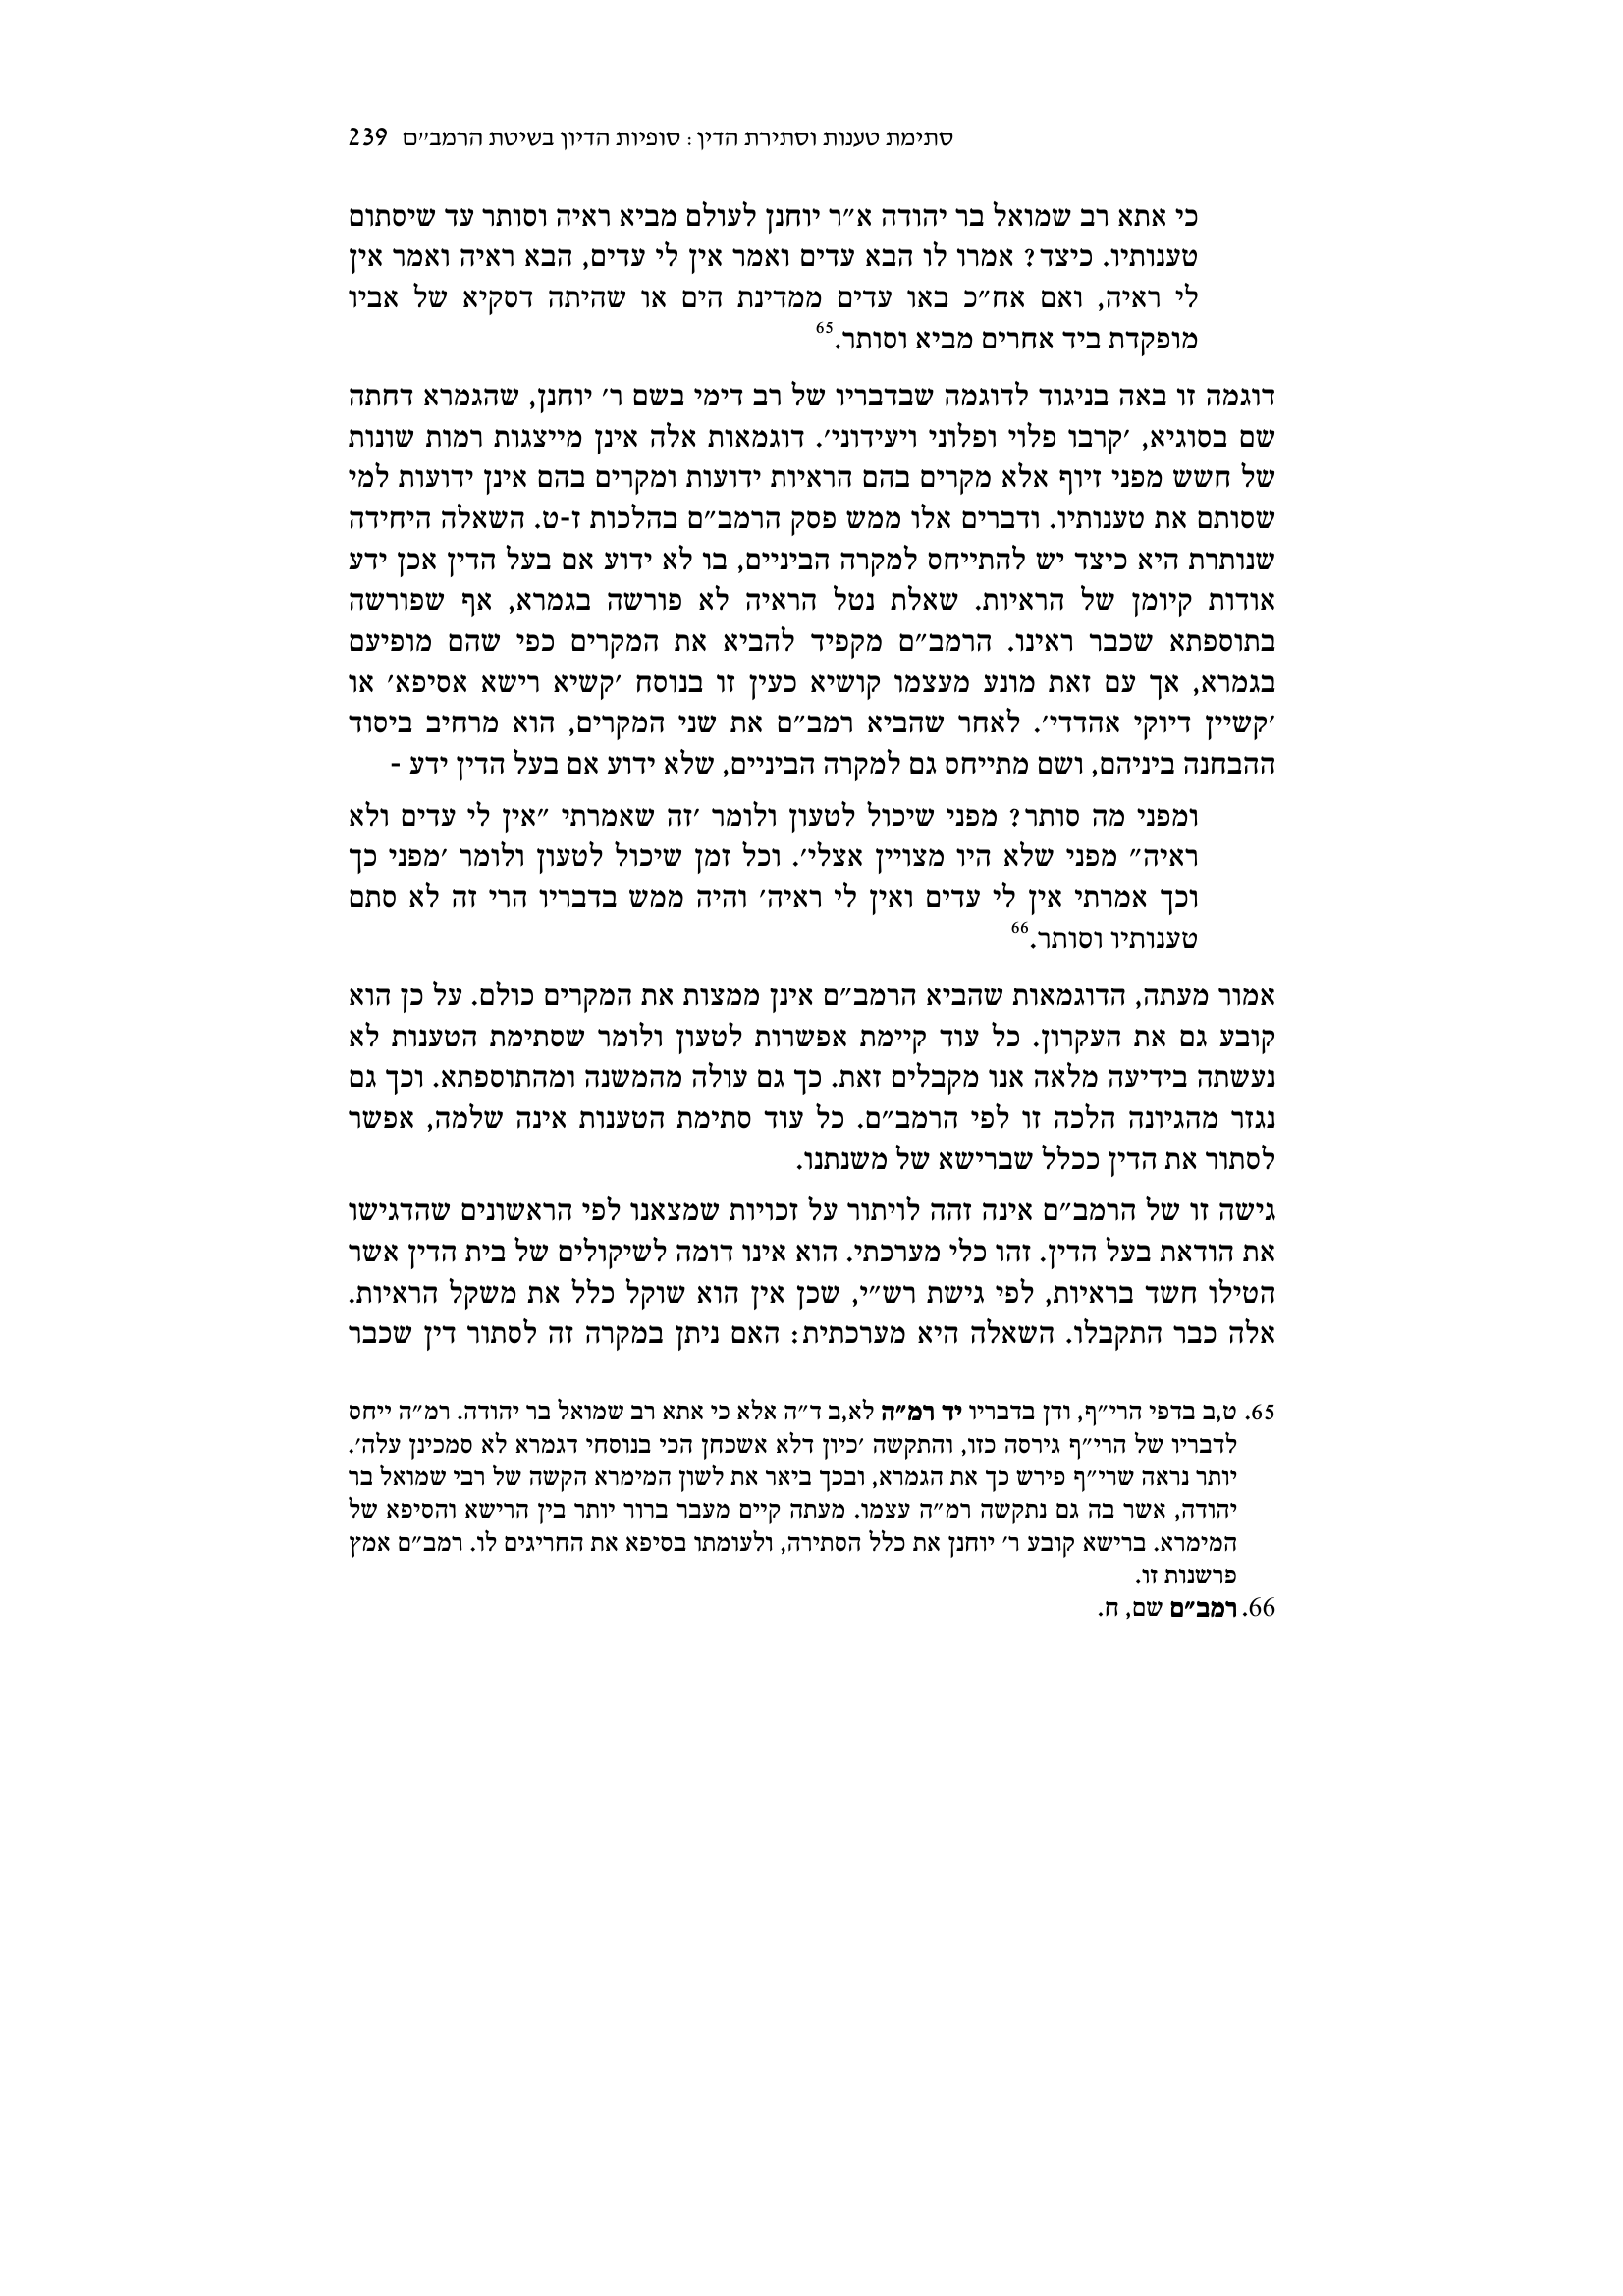 סתימת טענות וסתירת הדין: סופיות הדיון בשיטת הרמב"ם 239
כי אתא רב שמואל בר יהודה א"ר יוחנן לעולם מביא ראיה וסותר עד שיסתום
טענותיו. כיצד? אמרו לו הבא עדים ואמר אין לי עדים, הבא ראיה ואמר אין
לי ראיה, ואם אח"כ באו עדים ממדינת הים או שהיתה דסקיא של אביו
מופקדת ביד אחרים מביא וסותר.65
דוגמה זו באה בניגוד לדוגמה שבדבריו של רב דימי בשם ר' יוחנן, שהגמרא דחתה
שם בסוגיא, 'קרבו פלוי ופלוני ויעידוני'. דוגמאות אלה אינן מייצגות רמות שונות
של חשש מפני זיוף אלא מקרים בהם הראיות ידועות ומקרים בהם אינן ידועות למי
שסותם את טענותיו. ודברים אלו ממש פסק הרמב"ם בהלכות ז-ט. השאלה היחידה
שנותרת היא כיצד יש להתייחס למקרה הביניים, בו לא ידוע אם בעל הדין אכן ידע
אודות קיומן של הראיות. שאלת נטל הראיה לא פורשה בגמרא, אף שפורשה
בתוספתא שכבר ראינו. הרמב"ם מקפיד להביא את המקרים כפי שהם מופיעם
בגמרא, אך עם זאת מונע מעצמו קושיא כעין זו בנוסח 'קשיא רישא אסיפא' או
'קשיין דיוקי אהדדי'. לאחר שהביא רמב"ם את שני המקרים, הוא מרחיב ביסוד
ההבחנה ביניהם, ושם מתייחס גם למקרה הביניים, שלא ידוע אם בעל הדין ידע -
ומפני מה סותר? מפני שיכול לטעון ולומר 'זה שאמרתי "אין לי עדים ולא
ראיה" מפני שלא היו מצויין אצלי'. וכל זמן שיכול לטעון ולומר 'מפני כך
וכך אמרתי אין לי עדים ואין לי ראיה' והיה ממש בדבריו הרי זה לא סתם
טענותיו וסותר.66
אמור מעתה, הדוגמאות שהביא הרמב"ם אינן ממצות את המקרים כולם. על כן הוא
קובע גם את העקרון. כל עוד קיימת אפשרות לטעון ולומר שסתימת הטענות לא
נעשתה בידיעה מלאה אנו מקבלים זאת. כך גם עולה מהמשנה ומהתוספתא. וכך גם
נגזר מהגיונה הלכה זו לפי הרמב"ם. כל עוד סתימת הטענות אינה שלמה, אפשר
לסתור את הדין ככלל שברישא של משנתנו.
גישה זו של הרמב"ם אינה זהה לויתור על זכויות שמצאנו לפי הראשונים שהדגישו
את הודאת בעל הדין. זהו כלי מערכתי. הוא אינו דומה לשיקולים של בית הדין אשר
הטילו חשד בראיות, לפי גישת רש"י, שכן אין הוא שוקל כלל את משקל הראיות.
אלה כבר התקבלו. השאלה היא מערכתית: האם ניתן במקרה זה לסתור דין שכבר
65. ט,ב בדפי הרי"ף, ודן בדבריו יד רמ"ה לא,ב ד"ה אלא כי אתא רב שמואל בר יהודה. רמ"ה ייחס
לדבריו של הרי"ף גירסה כזו, והתקשה 'כיון דלא אשכחן הכי בנוסחי דגמרא לא סמכינן עלה'.
יותר נראה שרי"ף פירש כך את הגמרא, ובכך ביאר את לשון המימרא הקשה של רבי שמואל בר
יהודה, אשר בה גם נתקשה רמ"ה עצמו. מעתה קיים מעבר ברור יותר בין הרישא והסיפא של
המימרא. ברישא קובע ר' יוחנן את כלל הסתירה, ולעומתו בסיפא את החריגים לו. רמב"ם אמץ
פרשנות זו.
66. רמב"ם שם, ח.